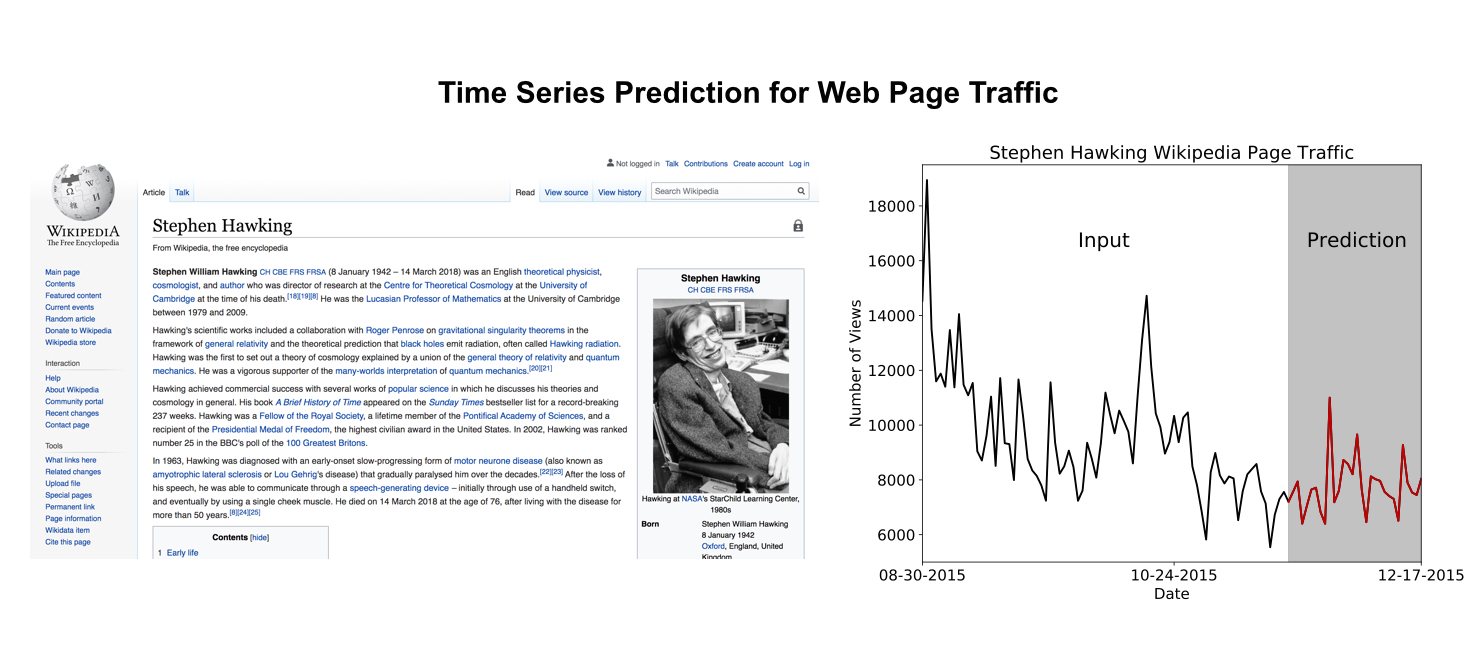 Time Series Prediction for Web Page Traffic
Not logged in Talk Contributions Create account Log in
Article Talk
Read View source View history Search Wikipedia
WIKIPEDIA
The Free Encyclopedia
Main page
Contents
Featured content
Current events
Random article
Donate to Wikipedia
Wikipedia store
Interaction
Help
About Wikipedia
Community portal
Recent changes
Contact page
Tools
What links here
Related changes
Upload file
Special pages
Permanent link
Page information
Wikidata item
Cite this page
Stephen Hawking
From Wikipedia, the free encyclopedia
Stephen William Hawking CH CBE FRS FRSA (8 January 1942 – 14 March 2018) was an English theoretical physicist,
cosmologist, and author who was director of research at the Centre for Theoretical Cosmology at the University of
Cambridge at the time of his death.[18][19][8] He was the Lucasian Professor of Mathematics at the University of Cambridge
between 1979 and 2009.
Hawking's scientific works included a collaboration with Roger Penrose on gravitational singularity theorems in the
framework of general relativity and the theoretical prediction that black holes emit radiation, often called Hawking radiation.
Hawking was the first to set out a theory of cosmology explained by a union of the general theory of relativity and quantum
mechanics. He was a vigorous supporter of the many-worlds interpretation of quantum mechanics.[20][21]
Hawking achieved commercial success with several works of popular science in which he discusses his theories and
cosmology in general. His book A Brief History of Time appeared on the Sunday Times bestseller list for a record-breaking
237 weeks. Hawking was a Fellow of the Royal Society, a lifetime member of the Pontifical Academy of Sciences, and a
recipient of the Presidential Medal of Freedom, the highest civilian award in the United States. In 2002, Hawking was ranked
number 25 in the BBC's poll of the 100 Greatest Britons.
In 1963, Hawking was diagnosed with an early-onset slow-progressing form of motor neurone disease (also known as
amyotrophic lateral sclerosis or Lou Gehrig's disease) that gradually paralysed him over the decades.[22][23] After the loss of
his speech, he was able to communicate through a speech-generating device – initially through use of a handheld switch,
and eventually by using a single cheek muscle. He died on 14 March 2018 at the age of 76, after living with the disease for
more than 50 years.[8][24][25]
Contents [hide]
1 Early life
Stephen Hawking
CH CBE FRS FRSA
Hawking at NASA's StarChild Learning Center,
1980s
Born Stephen William Hawking
8 January 1942
Oxford, England, United
Kingdom
Stephen Hawking Wikipedia Page Traffic
Input
Prediction
Number of Views
18000
16000
14000
12000
10000
8000
6000
08-30-2015 10-24-2015 12-17-2015
Date